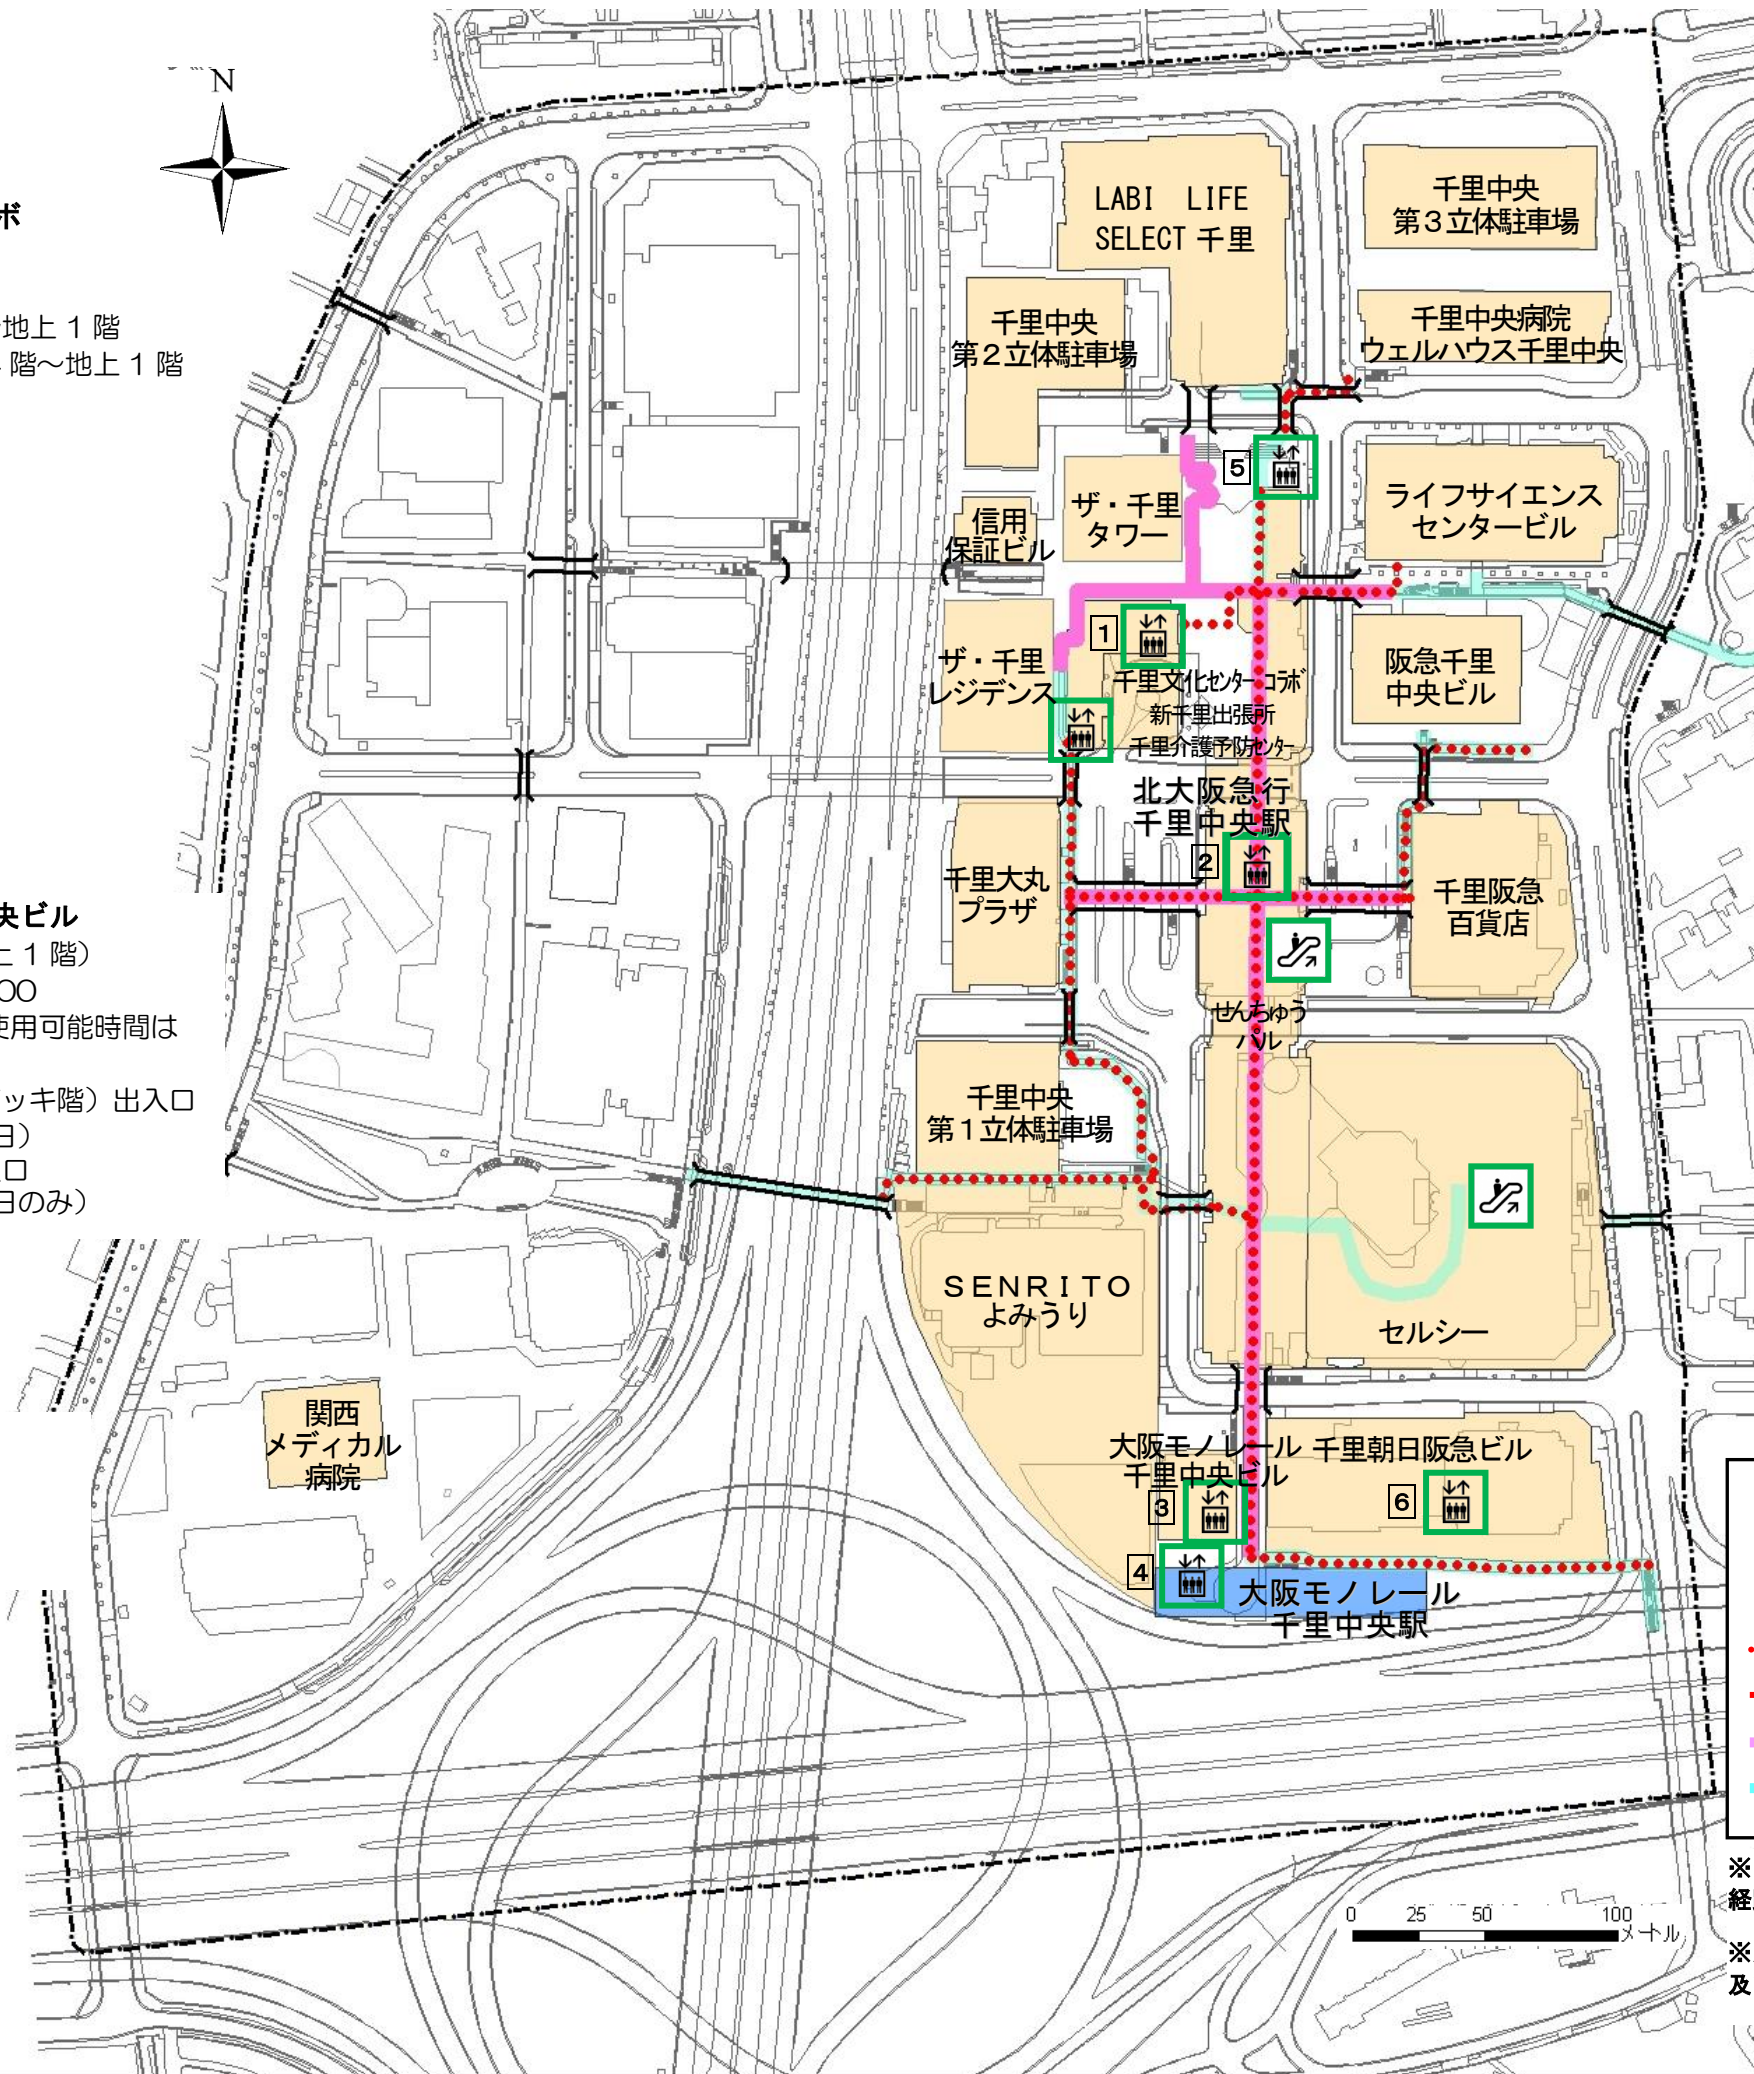 N
ボ
地上1階
階～地上1階
LABI LIFE
SELECT 千里
千里中央
第3立体駐車場
千里中央
第2立体駐車場
千里中央病院
ウェルハウス千里中央
5
ザ・千里
タワー
信用
保証ビル
ライフサイエンス
センタービル
1
ザ・千里
レジデンス
千里文化センターコラボ
新千里出張所
千里介護予防センター
阪急千里
中央ビル
北大阪急行
千里中央駅
2
千里大丸
プラザ
千里阪急
百貨店
央ビル
上1階）
00
使用可能時間は
ッキ階）出入口
日）
口
日のみ）
せんちゅう
パル
千里中央
第1立体駐車場
SENRITO
よみうり
セルシー
関西
メディカル
病院
大阪モノレール
千里中央ビル
千里朝日阪急ビル
3
6
4
大阪モノレール
千里中央駅
0 25 50 100
メートル
※
経
※
及